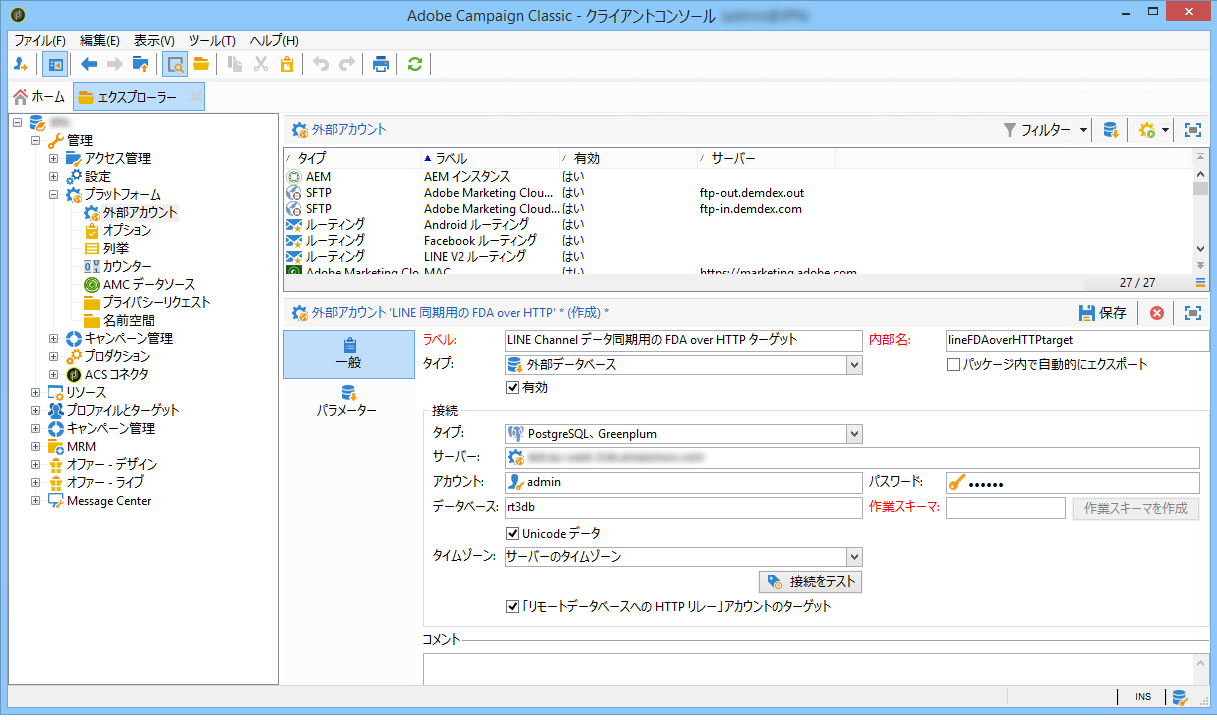 Adobe Campaign Classic - クライアントコンソール
ファイル(F) 編集(E) 表示(V) ツール(T) ヘルプ(H)
ホーム エクスプローラー
管理
アクセス管理
設定
プラットフォーム
外部アカウント
オプション
列挙
カウンター
AMC データソース
プライバシーリクエスト
名前空間
キャンペーン管理
プロダクション
ACS コネクタ
リソース
プロファイルとターゲット
キャンペーン管理
MRM
オファー - デザイン
オファー - ライブ
Message Center
外部アカウント フィルター
タイプ ラベル 有効 サーバー
AEM AEM インスタンス はい
SFTP Adobe Marketing Clou... はい ftp-out.demdex.out
SFTP Adobe Marketing Cloud... はい ftp-in.demdex.com
ルーティング Android ルーティング はい
ルーティング Facebook ルーティング はい
ルーティング LINE V2 ルーティング はい
Adobe Marketing Clo MAC はい https://marketing.adobe.com
27 / 27
外部アカウント 'LINE 同期用の FDA over HTTP' * (作成) * 保存
一般
パラメーター
ラベル: LINE Channel データ同期用の FDA over HTTP ターゲット 内部名: lineFDAoverHTTPtarget
タイプ: 外部データベース パッケージ内で自動的にエクスポート
有効
接続
タイプ: PostgreSQL、Greenplum
サーバー:
アカウント: admin パスワード: ••••••
データベース: rt3db 作業スキーマ: 作業スキーマを作成
Unicode データ
タイムゾーン: サーバーのタイムゾーン
接続をテスト
「リモートデータベースへの HTTP リレー」アカウントのターゲット
コメント
INS